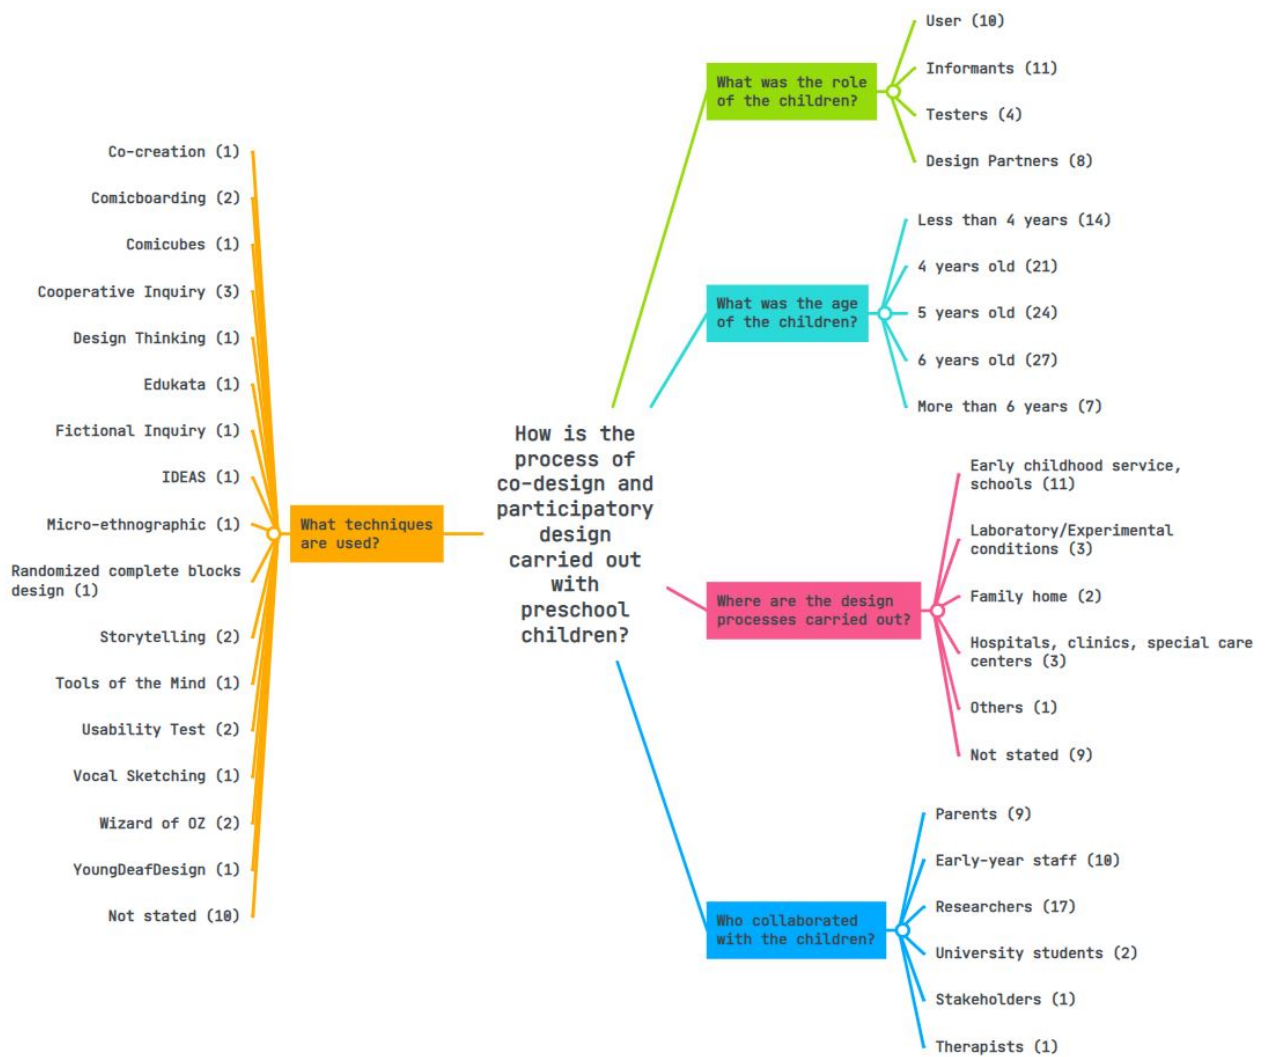 How is the
process of
co-design and
participatory
design
carried out
with
preschool
children?
What was the role
of the children?
User (10)
Informants (11)
Testers (4)
Design Partners (8)
What was the age
of the children?
Less than 4 years (14)
4 years old (21)
5 years old (24)
6 years old (27)
More than 6 years (7)
Where are the design
processes carried out?
Early childhood service,
schools (11)
Laboratory/Experimental
conditions (3)
Family home (2)
Hospitals, clinics, special care
centers (3)
Others (1)
Not stated (9)
Who collaborated
with the children?
Parents (9)
Early-year staff (10)
Researchers (17)
University students (2)
Stakeholders (1)
Therapists (1)
What techniques
are used?
Co-creation (1)
Comicboarding (2)
Comicubes (1)
Cooperative Inquiry (3)
Design Thinking (1)
Edukata (1)
Fictional Inquiry (1)
IDEAS (1)
Micro-ethnographic (1)
Randomized complete blocks
design (1)
Storytelling (2)
Tools of the Mind (1)
Usability Test (2)
Vocal Sketching (1)
Wizard of OZ (2)
YoungDeafDesign (1)
Not stated (10)